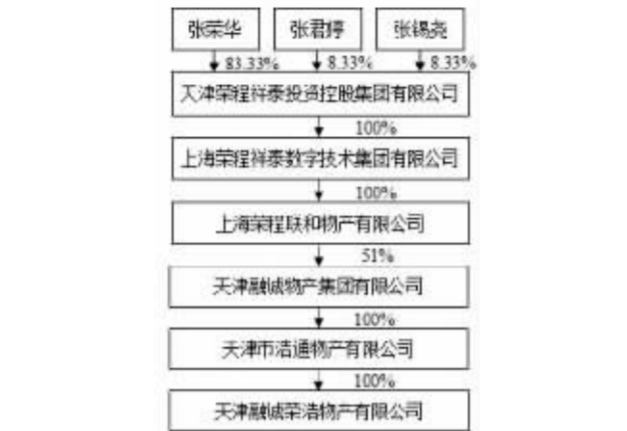 张荣华 张君婷 张锡尧
83.33% 8.33% 8.33%
天津荣程祥泰投资控股集团有限公司
100%
上海荣程祥泰数字技术集团有限公司
100%
上海荣程联和物产有限公司
51%
天津融诚物产集团有限公司
100%
天津市浩通物产有限公司
100%
天津融诚荣浩物产有限公司